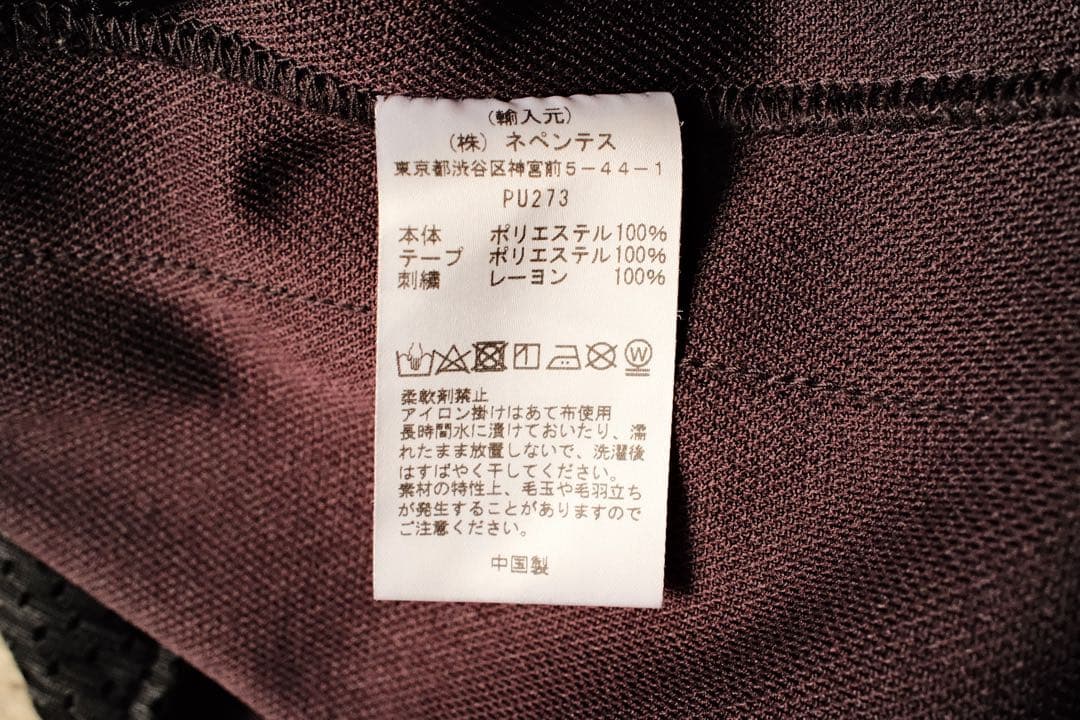 (輸入元)
(株) ネペンテス
東京都渋谷区神宮前5-44-1
PU273
本体 ポリエステル100%
テープ ポリエステル100%
刺繍 レーヨン 100%
W
柔軟剤禁止
アイロン掛けはあて布使用
長時間水に漬けておいたり、濡
れたまま放置しないで、洗濯後
はすばやく干してください。
素材の特性上、毛玉や毛羽立ち
が発生することがありますので
ご注意ください。
中国製